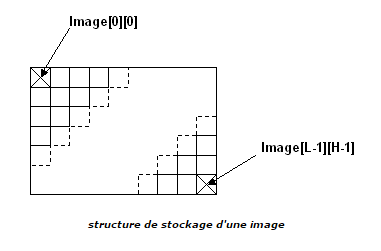 Image[0][0]
Image[L-1][H-1]
structure de stockage d'une image